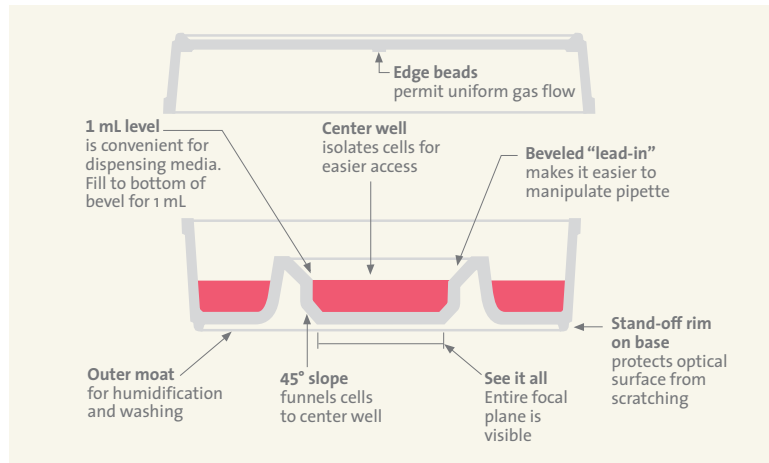 Edge beads
permit uniform gas flow
1 mL level
is convenient for
dispensing media.
Fill to bottom of
bevel for 1 mL
Center well
isolates cells for
easier access
Beveled “lead-in”
makes it easier to
manipulate pipette
Outer moat
for humidification
and washing
45° slope
funnels cells
to center well
See it all
Entire focal
plane is
visible
Stand-off rim
on base
protects optical
surface from
scratching